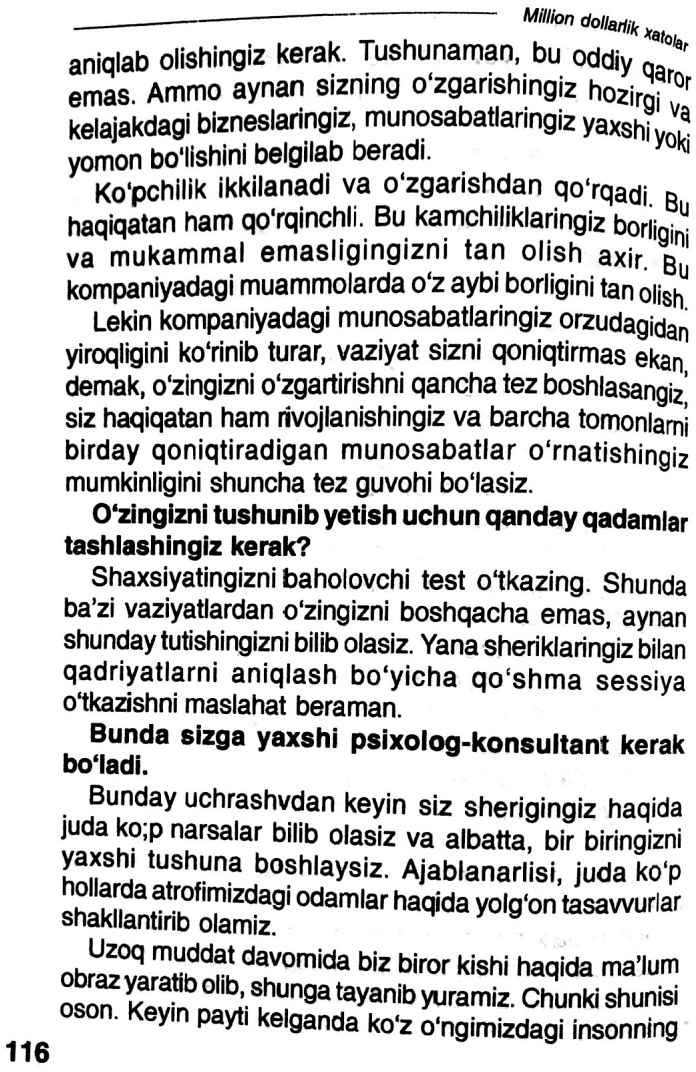 Million dollarlik xatolar
aniqlab olishingiz kerak. Tushunaman, bu oddiy qaror
emas. Ammo aynan sizning o‘zgarishingiz hozirgi va
kelajakdagi bizneslaringiz, munosabatlaringiz yaxshi yoki
yomon bo‘lishini belgilab beradi.
Ko‘pchilik ikkilanadi va o‘zgarishdan qo‘rqadi. Bu
haqiqatan ham qo‘rqinchli. Bu kamchiliklaringiz borligini
va mukammal emasligingizni tan olish axir. Bu
kompaniyadagi muammolarda o‘z aybi borligini tan olish.
Lekin kompaniyadagi munosabatlaringiz orzudagidan
yiroqligini ko‘rinib turar, vaziyat sizni qoniqtirmas ekan,
demak, o‘zingizni o‘zgartirishni qancha tez boshlasangiz,
siz haqiqatan ham rivojlanishingiz va barcha tomonlarni
birday qoniqtiradigan munosabatlar o‘rnatishingiz
mumkinligini shuncha tez guvohi bo‘lasiz.
O‘zingizni tushunib yetish uchun qanday qadamlar
tashlashingiz kerak?
Shaxsiyatingizni baholovchi test o‘tkazing. Shunda
ba’zi vaziyatlardan o‘zingizni boshqacha emas, aynan
shunday tutishingizni bilib olasiz. Yana sheriklaringiz bilan
qadriyatlarni aniqlash bo‘yicha qo‘shma sessiya
o‘tkazishni maslahat beraman.
Bunda sizga yaxshi psixolog-konsultant kerak
bo‘ladi.
Bunday uchrashvdan keyin siz sherigingiz haqida
juda ko;p narsalar bilib olasiz va albatta, bir biringizni
yaxshi tushuna boshlaysiz. Ajablanarlisi, juda ko‘p
hollarda atrofimizdagi odamlar haqida yolg‘on tasavvurlar
shakllantirib olamiz.
Uzoq muddat davomida biz biror kishi haqida ma’lum
obraz yaratib olib, shunga tayanib yuramiz. Chunki shunisi
oson. Keyin payti kelganda ko‘z o‘ngimizdagi insonning
116